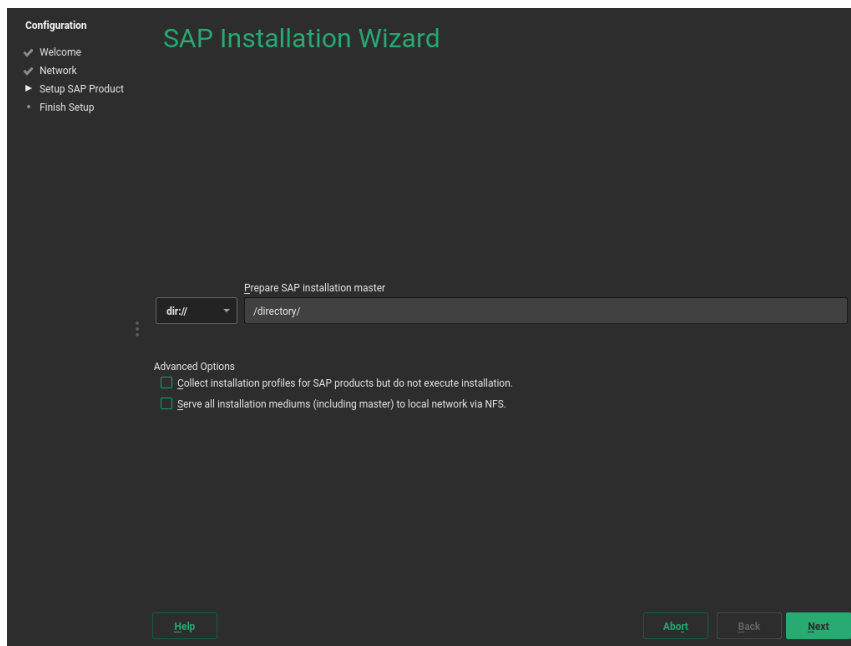 Configuration
Welcome
Network
Setup SAP Product
Finish Setup
SAP Installation Wizard
Prepare SAP installation master
dir:// /directory/
Advanced Options
Collect installation profiles for SAP products but do not execute installation.
Serve all installation mediums (including master) to local network via NFS.
Help Abort Back Next